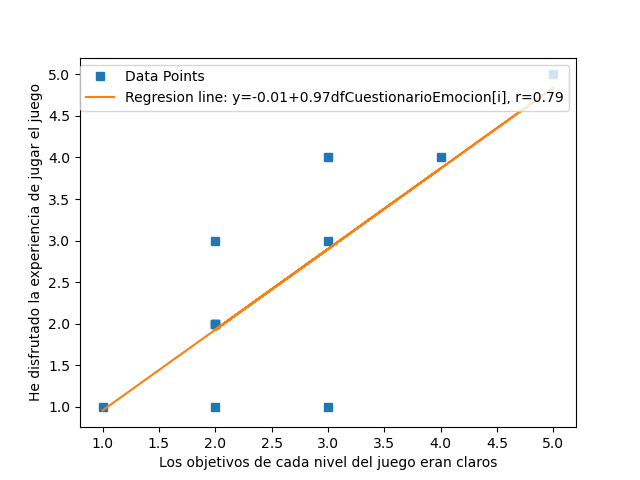 Data Points
Regresion line: y=-0.01+0.97dfCuestionarioEmocion[i], r=0.79
He disfrutado la experiencia de jugar el juego
5.0
4.5
4.0
3.5
3.0
2.5
2.0
1.5
1.0
1.0 1.5 2.0 2.5 3.0 3.5 4.0 4.5 5.0
Los objetivos de cada nivel del juego eran claros